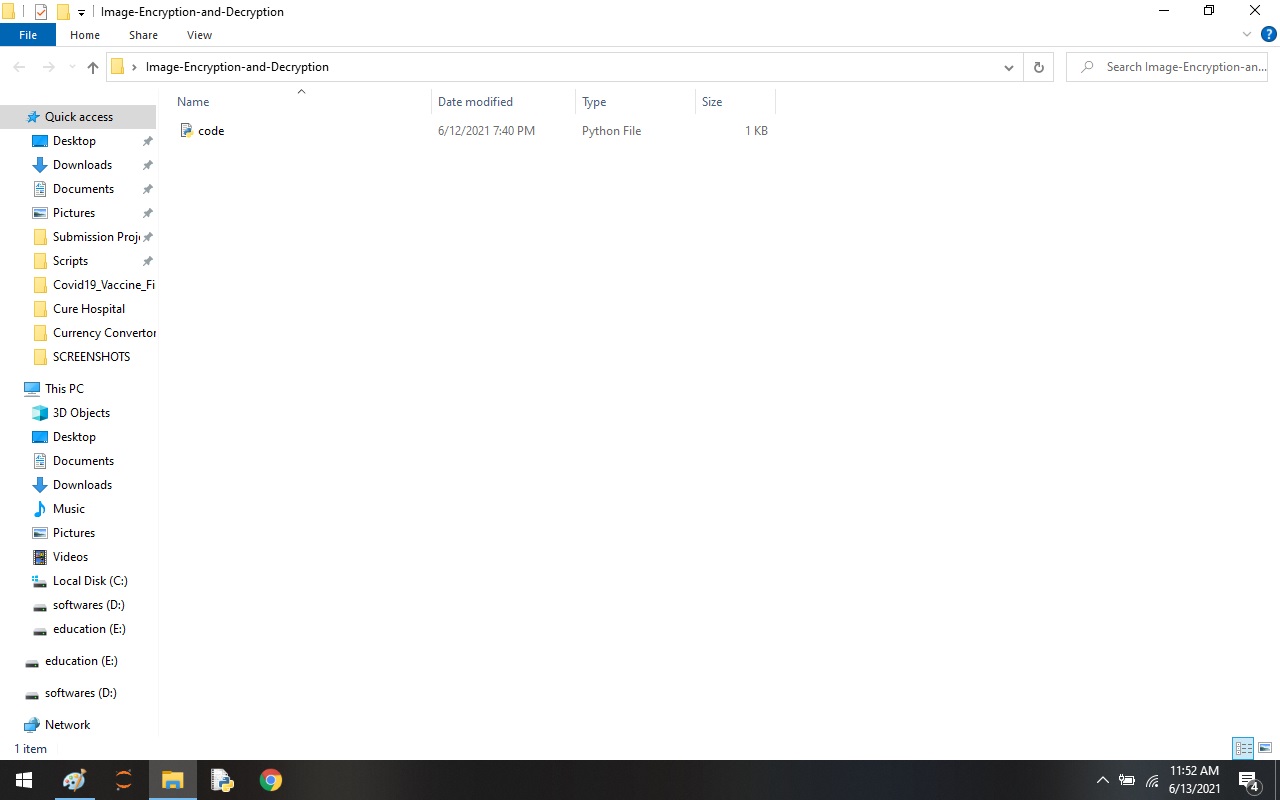 Image-Encryption-and-Decryption
File Home Share View
Image-Encryption-and-Decryption
Search Image-Encryption-an...
Name Date modified Type Size
code 6/12/2021 7:40 PM Python File 1 KB
Quick access
Desktop
Downloads
Documents
Pictures
Submission Proj
Scripts
Covid19_Vaccine_Fi
Cure Hospital
Currency Convertor
SCREENSHOTS
This PC
3D Objects
Desktop
Documents
Downloads
Music
Pictures
Videos
Local Disk (C:)
softwares (D:)
education (E:)
education (E:)
softwares (D:)
Network
1 item
11:52 AM
6/13/2021
4